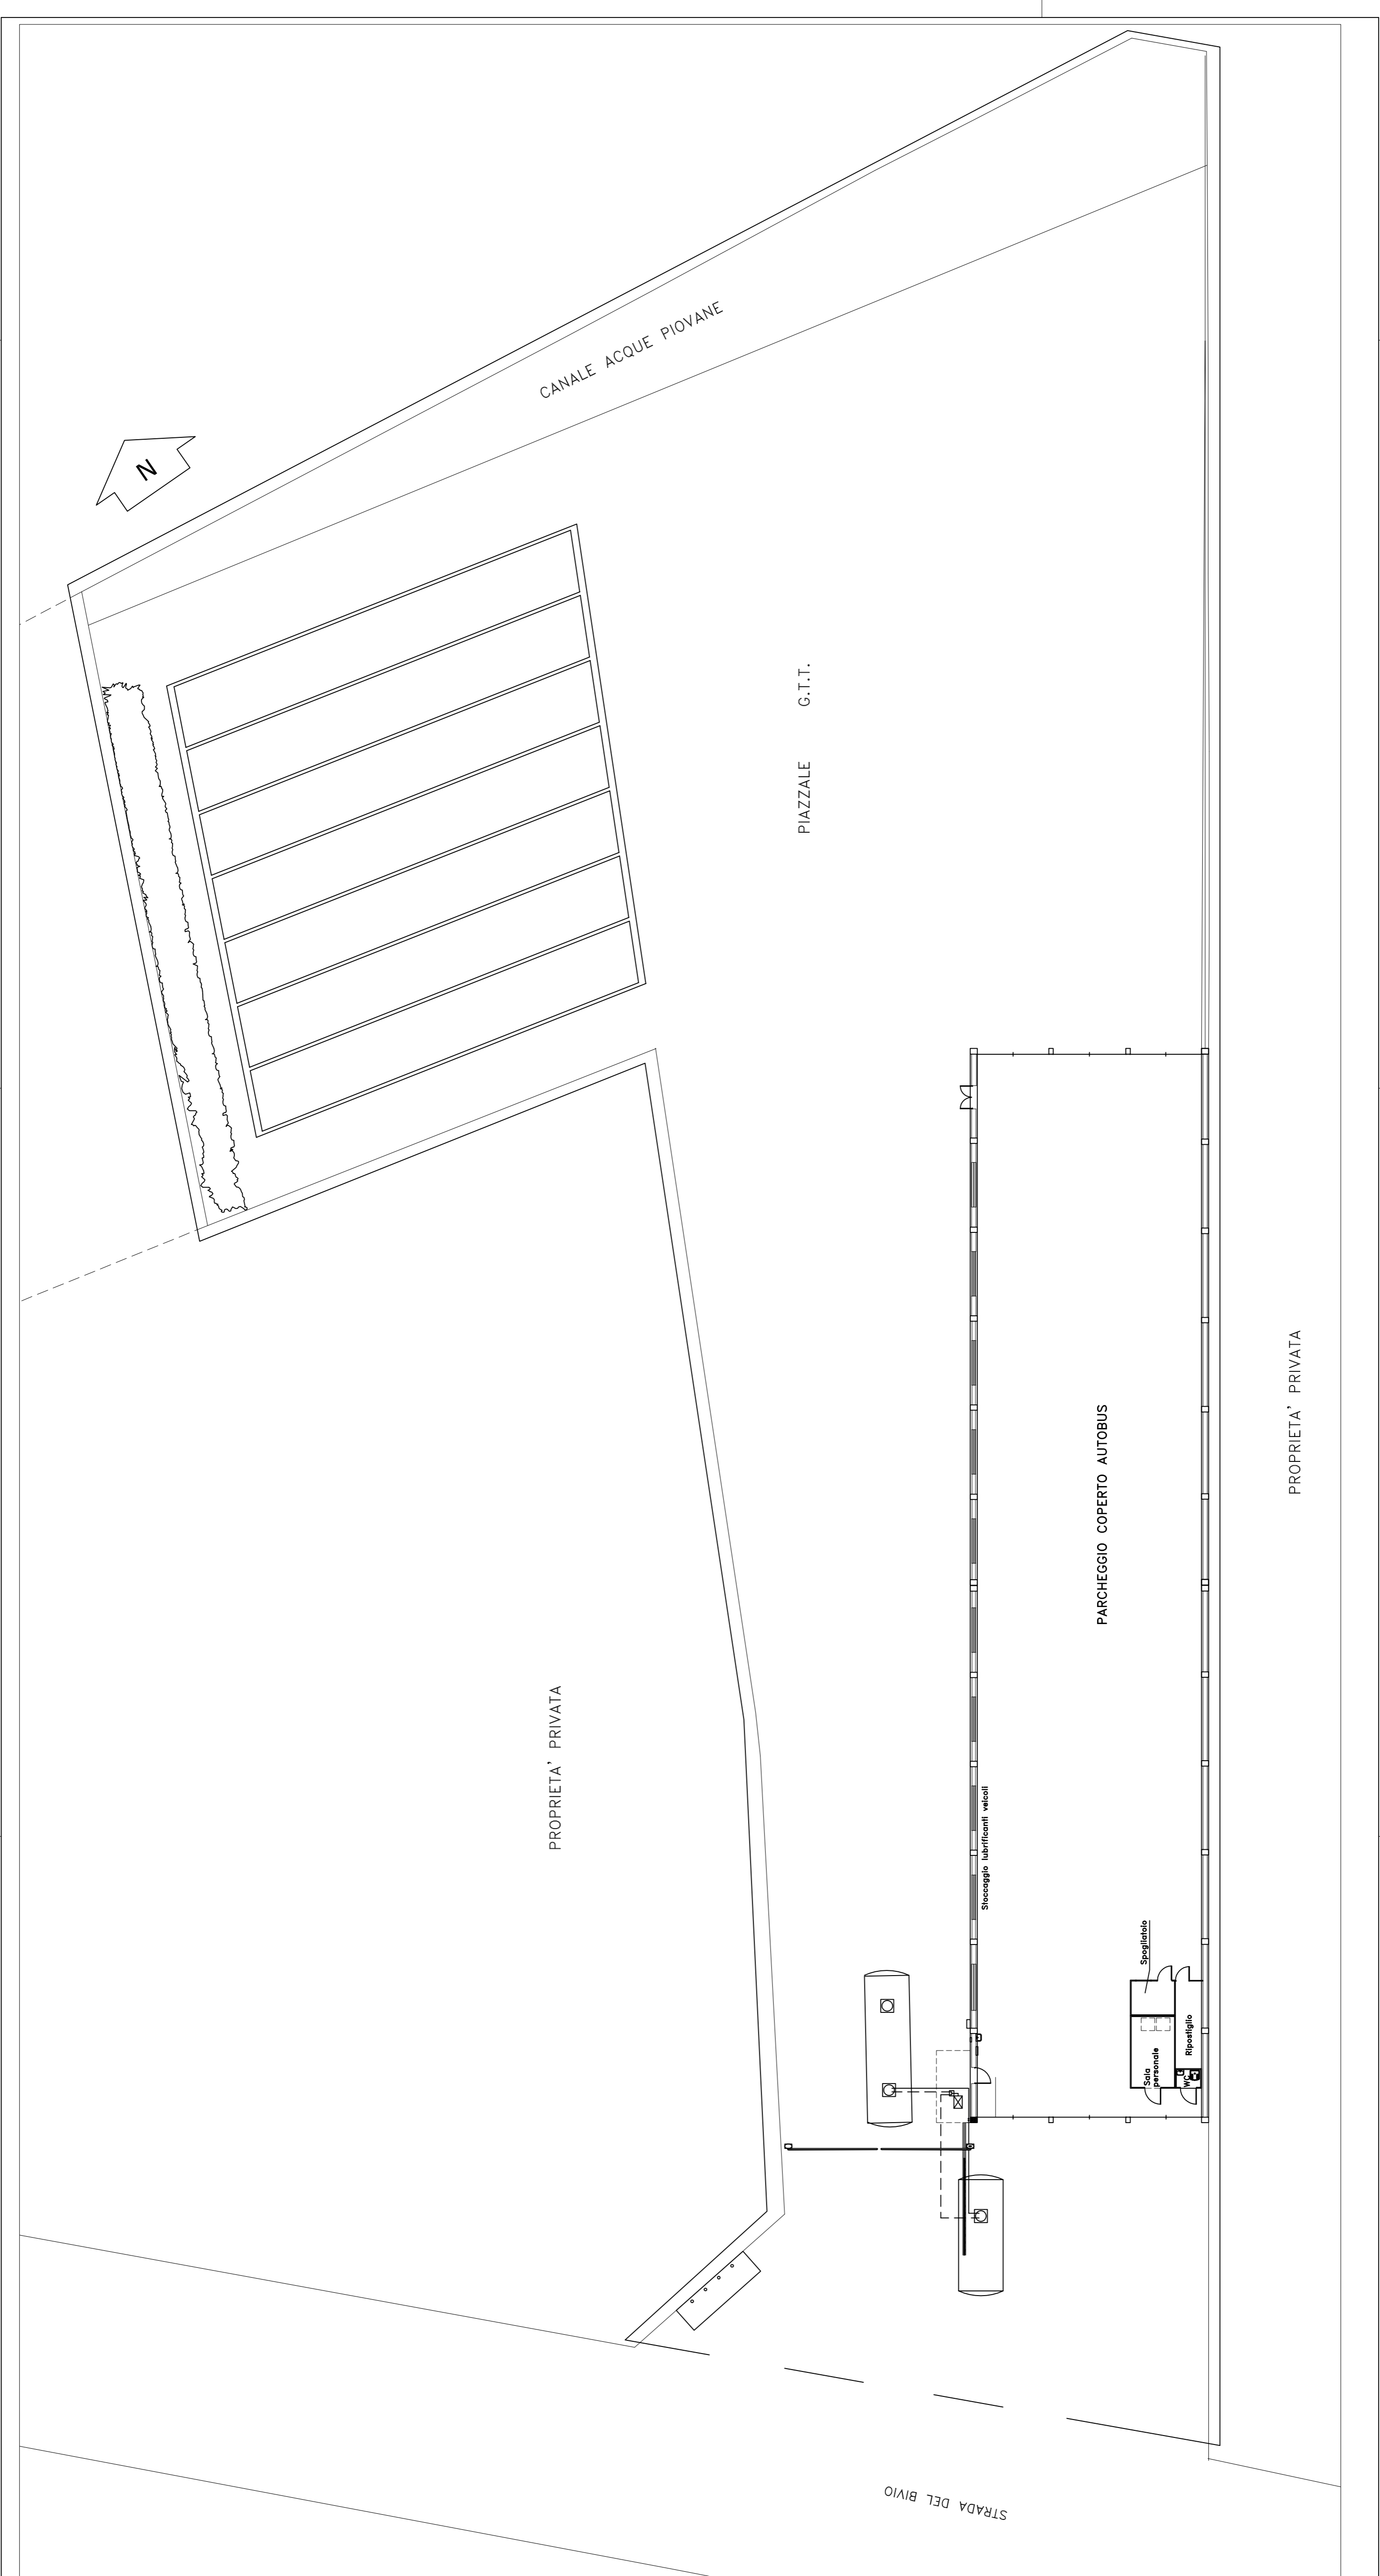 CANALE ACQUE PIOVANE
N
PIAZZALE G.T.T.
PROPRIETA' PRIVATA
PARCHEGGIO COPERTO AUTOBUS
PROPRIETA' PRIVATA
Stoccaggio lubrificanti veicoli
Spogliatoio
Sala
personale
Ripostiglio
WC
STRADA DEL BIVIO